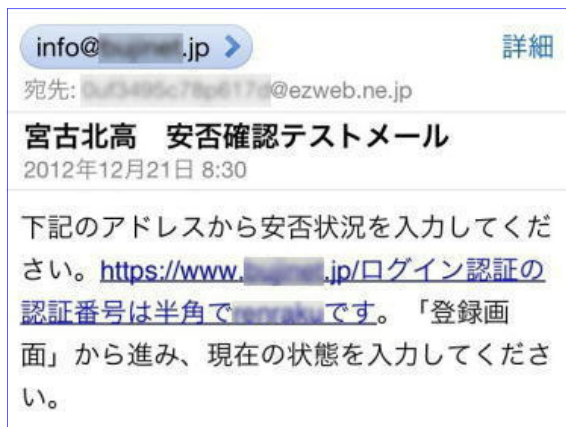 info@ .jp
詳細
宛先: @ezweb.ne.jp
宮古北高　安否確認テストメール
2012年12月21日 8:30
下記のアドレスから安否状況を入力してくだ
さい。https://www. .jp/ログイン認証の
認証番号は半角で です。「登録画
面」から進み、現在の状態を入力してくださ
い。